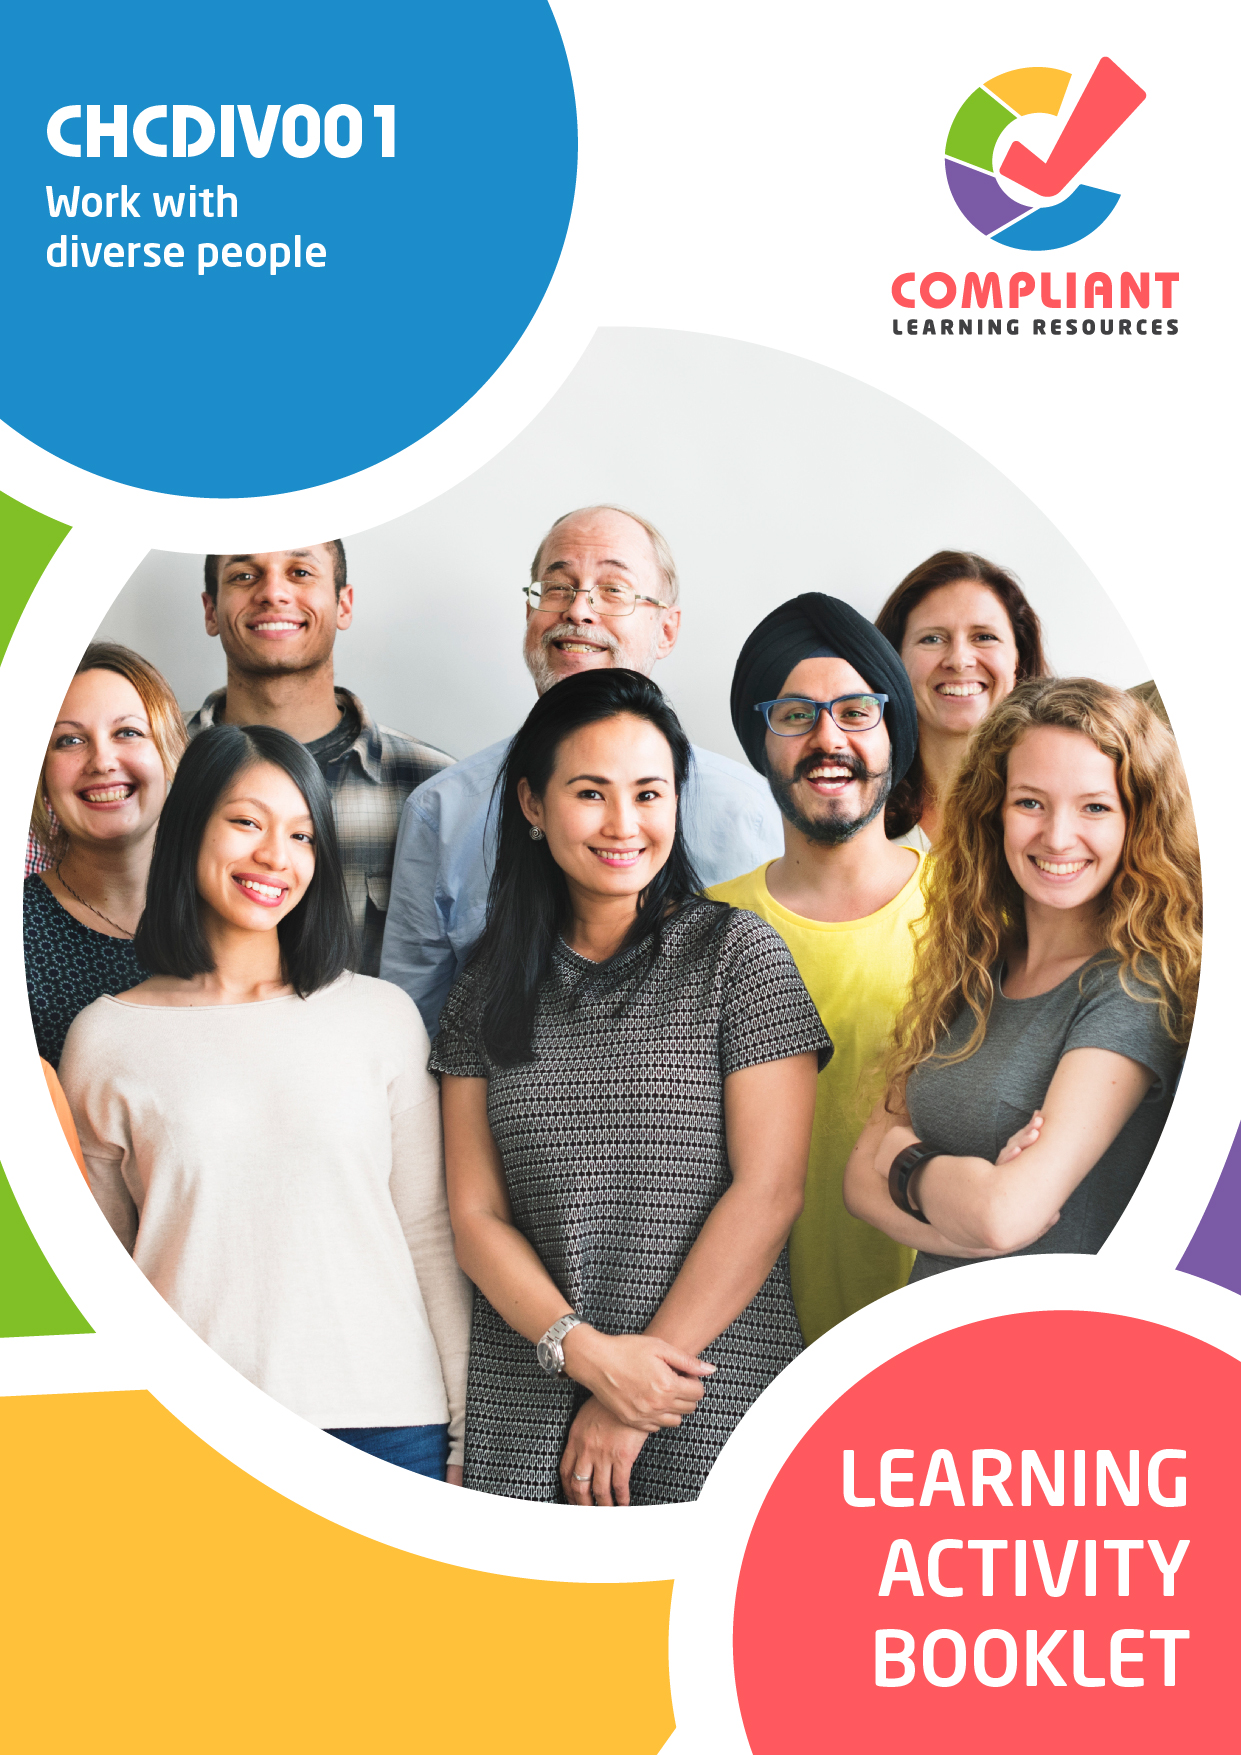 CHCDIV001
Work with
diverse people
COMPLIANT
LEARNING RESOURCES
LEARNING
ACTIVITY
BOOKLET